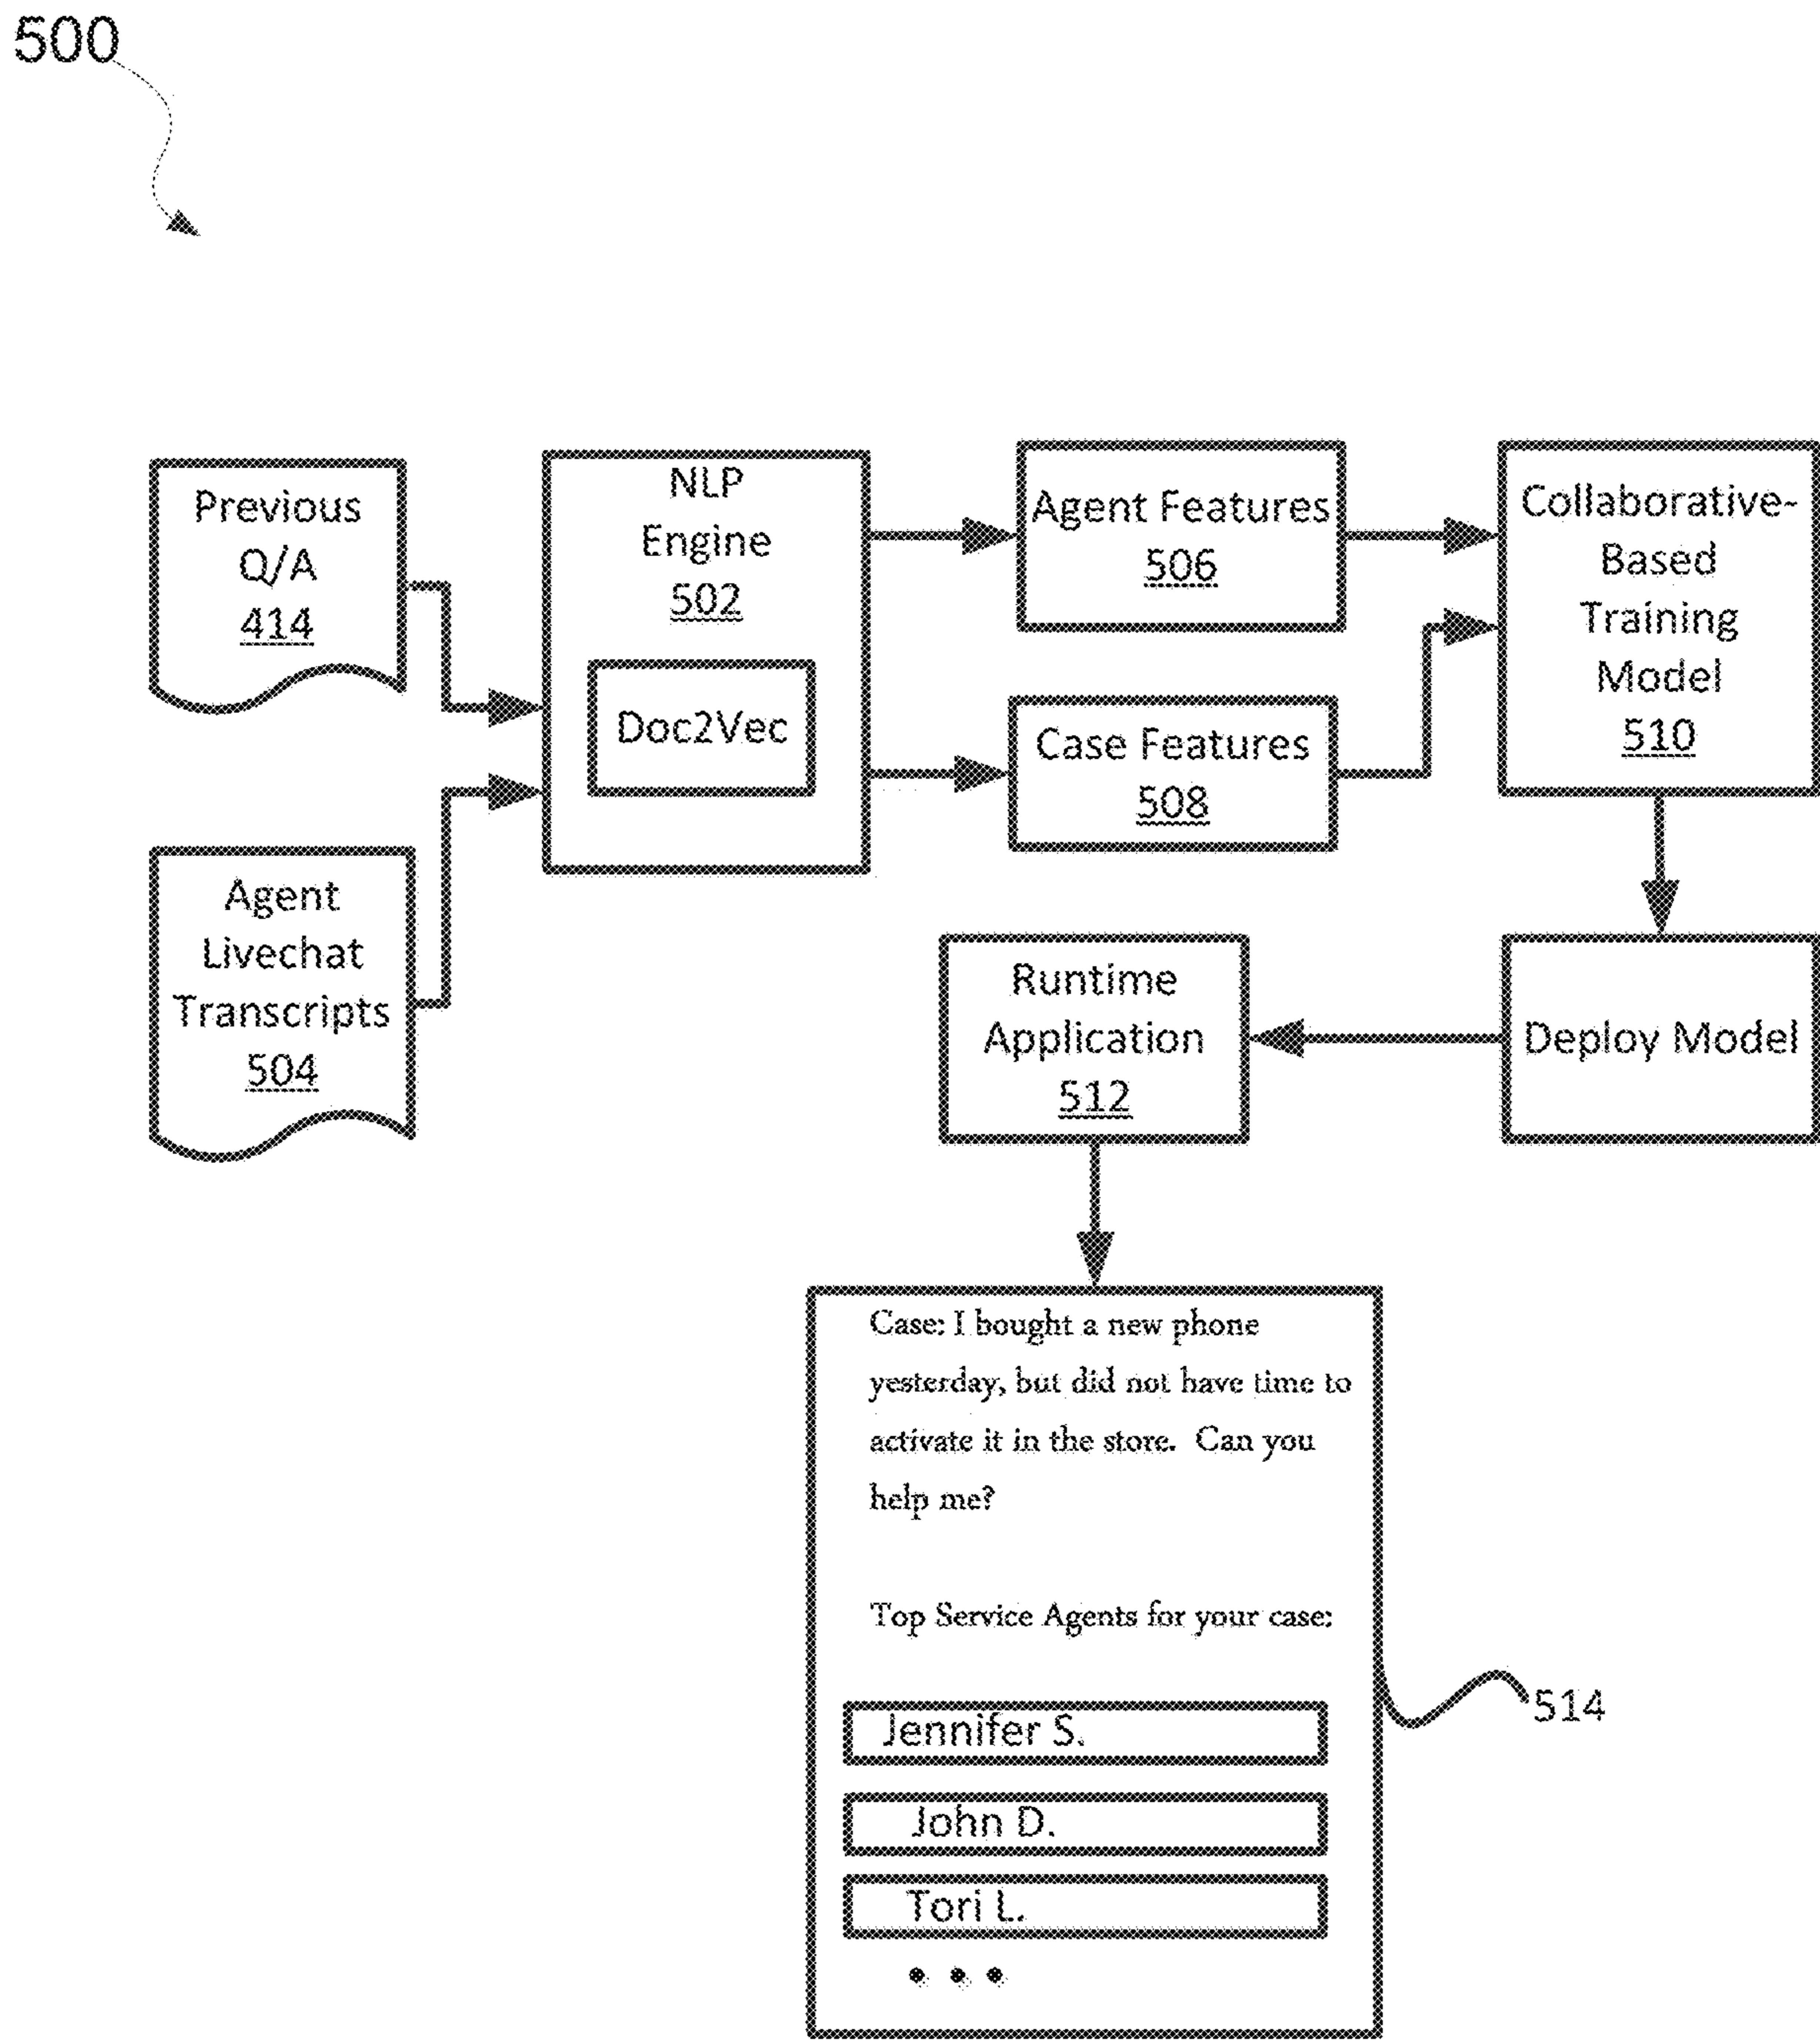 500
Previous
Q/A
414
NLP
Engine
502
Doc2Vec
Agent Features
506
Collaborative-
Based
Training
Model
510
Case Features
508
Agent
Livechat
Transcripts
504
Runtime
Application
512
Deploy Model
Case: I bought a new phone
yesterday, but did not have time to
activate it in the store. Can you
help me?
Top Service Agents for your case:
Jennifer S.
John D.
Tori L.
• • •
514